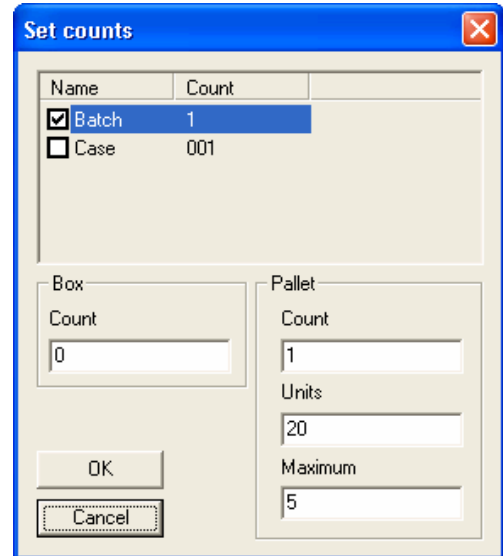 Set counts
Name Count
Batch 1
Case 001
Box
Count
0
Pallet
Count
1
Units
20
Maximum
5
OK
Cancel